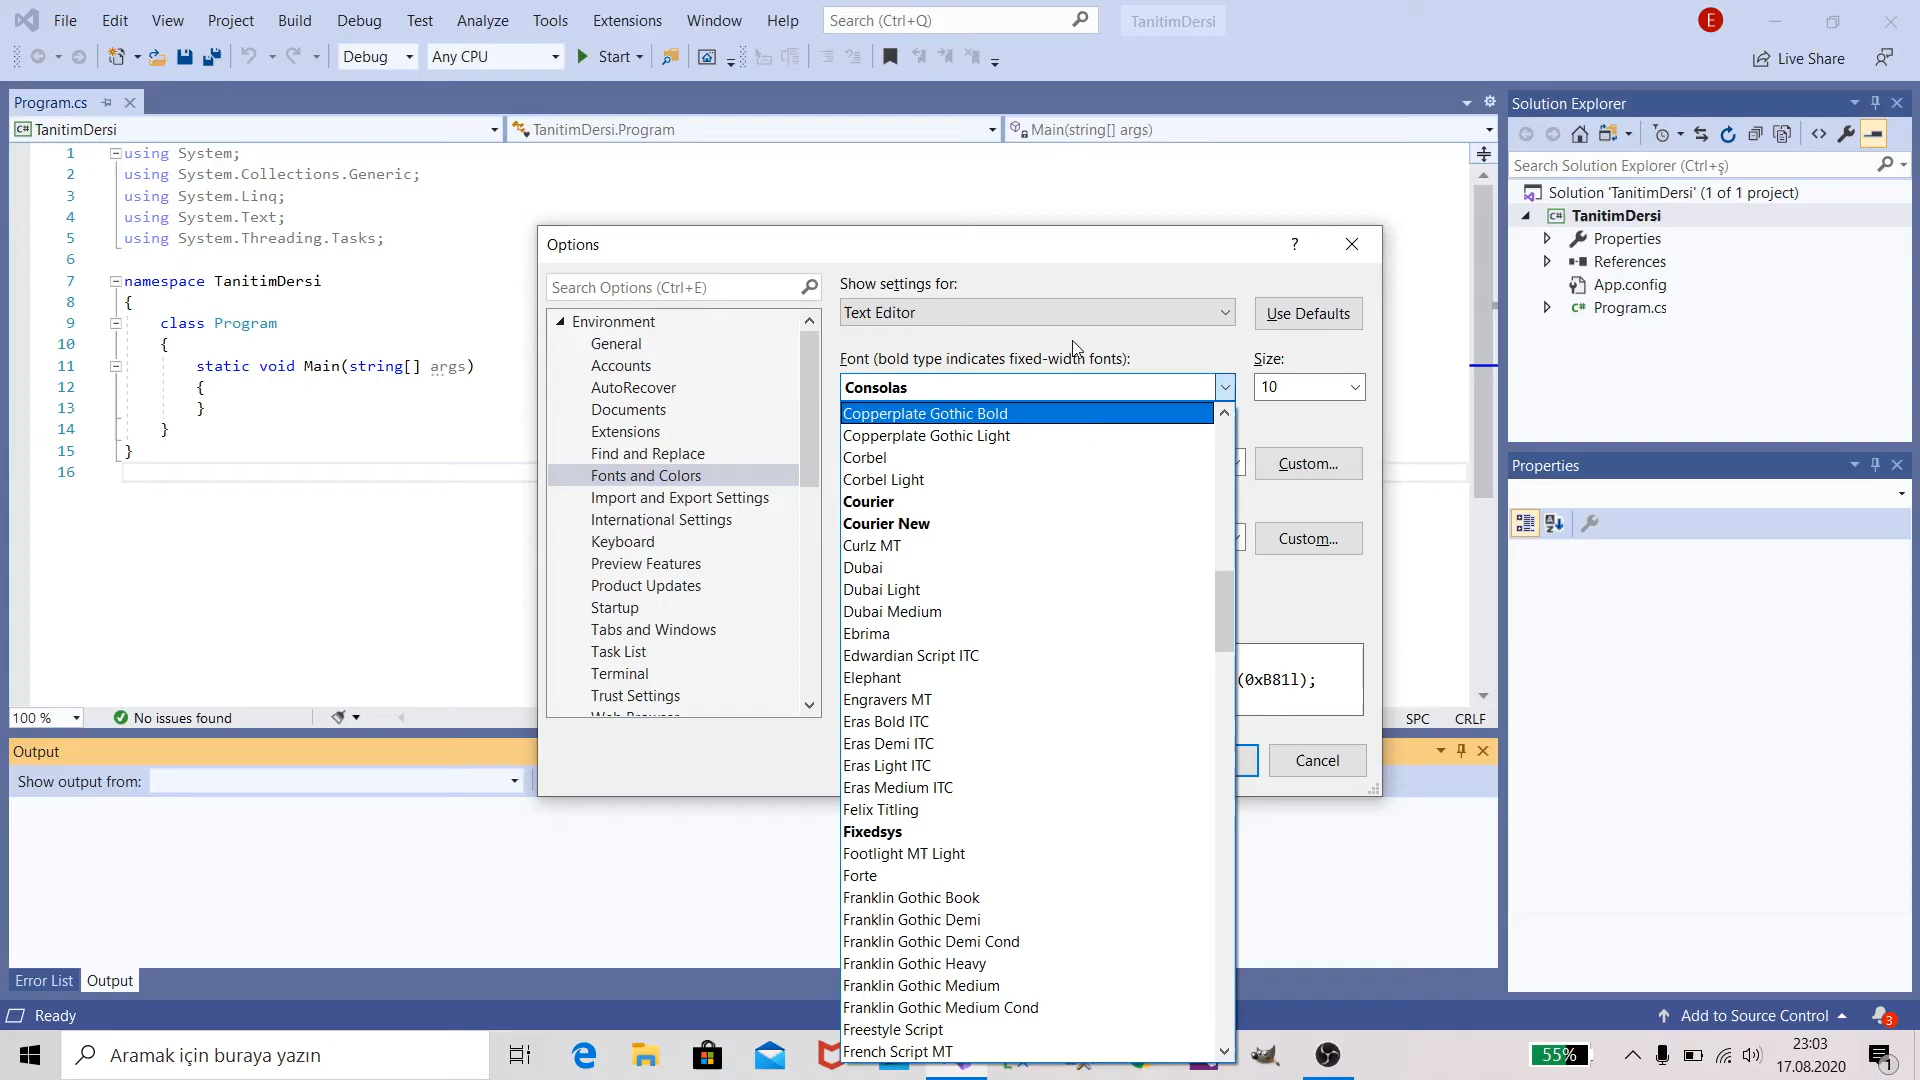 File Edit View Project Build Debug Test Analyze Tools Extensions Window Help Search (Ctrl+Q) TanitimDersi E
Debug Any CPU Start Live Share
Program.cs
TanitimDersi TanitimDersi.Program Main(string[] args)
1 using System;
2 using System.Collections.Generic;
3 using System.Linq;
4 using System.Text;
5 using System.Threading.Tasks;
6
7 namespace TanitimDersi
8 {
9 class Program
10 {
11 static void Main(string[] args)
12 {
13 }
14 }
15 }
16
100 % No issues found SPC CRLF
Options ?
Search Options (Ctrl+E)
Environment
General
Accounts
AutoRecover
Documents
Extensions
Find and Replace
Fonts and Colors
Import and Export Settings
International Settings
Keyboard
Preview Features
Product Updates
Startup
Tabs and Windows
Task List
Terminal
Trust Settings
Show settings for:
Text Editor Use Defaults
Font (bold type indicates fixed-width fonts): Size:
Consolas 10
Copperplate Gothic Bold
Copperplate Gothic Light
Corbel
Corbel Light
Courier
Courier New
Curlz MT
Dubai
Dubai Light
Dubai Medium
Ebrima
Edwardian Script ITC
Elephant
Engravers MT
Eras Bold ITC
Eras Demi ITC
Eras Light ITC
Eras Medium ITC
Felix Titling
Fixedsys
Footlight MT Light
Forte
Franklin Gothic Book
Franklin Gothic Demi
Franklin Gothic Demi Cond
Franklin Gothic Heavy
Franklin Gothic Medium
Franklin Gothic Medium Cond
Freestyle Script
French Script MT
Custom...
Custom...
(0xB81l);
Cancel
Solution Explorer
Search Solution Explorer (Ctrl+ş)
Solution 'TanitimDersi' (1 of 1 project)
C# TanitimDersi
Properties
References
App.config
C# Program.cs
Properties
Output
Show output from:
Error List Output
Ready Add to Source Control 3
Aramak için buraya yazın
55%
23:03
17.08.2020
1